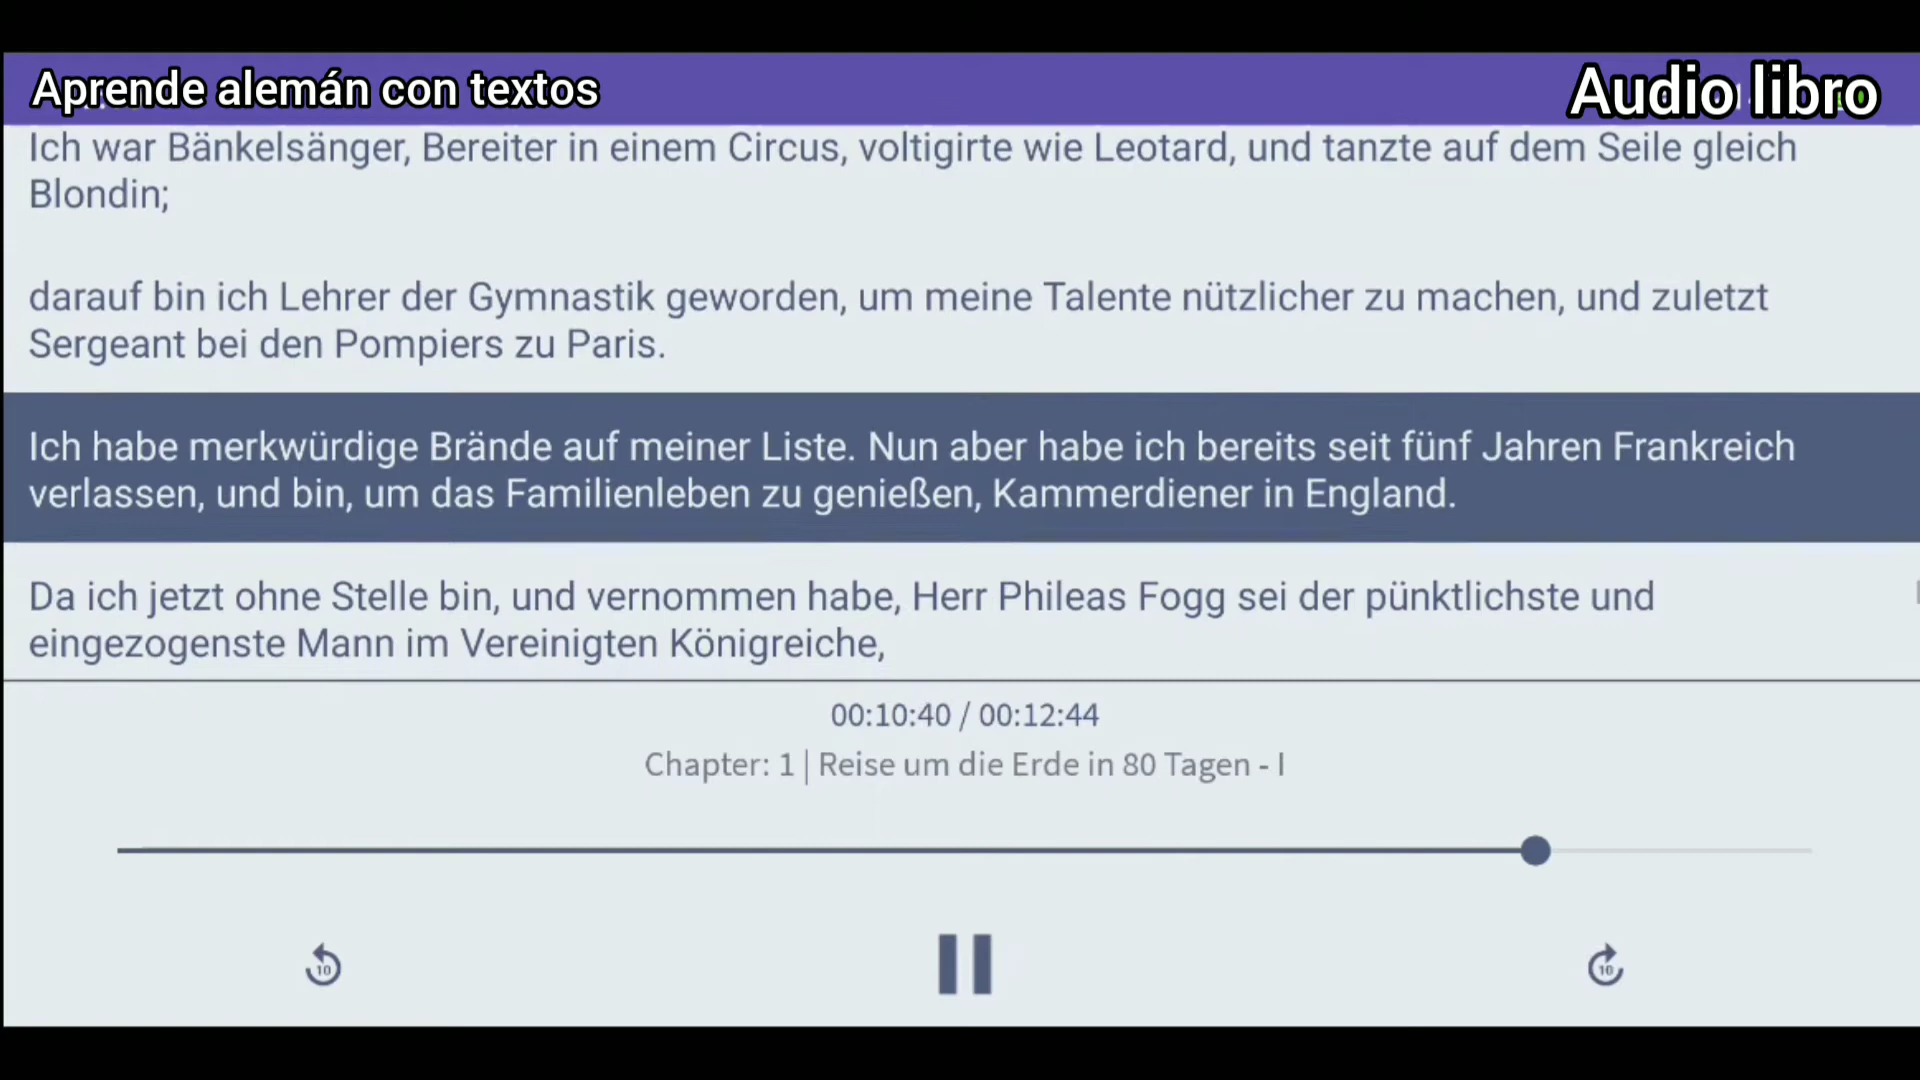 Aprende alemán con textos
Audio libro
Ich war Bänkelsänger, Bereiter in einem Circus, voltigirte wie Leotard, und tanzte auf dem Seile gleich
Blondin;
darauf bin ich Lehrer der Gymnastik geworden, um meine Talente nützlicher zu machen, und zuletzt
Sergeant bei den Pompiers zu Paris.
Ich habe merkwürdige Brände auf meiner Liste. Nun aber habe ich bereits seit fünf Jahren Frankreich
verlassen, und bin, um das Familienleben zu genießen, Kammerdiener in England.
Da ich jetzt ohne Stelle bin, und vernommen habe, Herr Phileas Fogg sei der pünktlichste und
eingezogenste Mann im Vereinigten Königreiche,
00:10:40 / 00:12:44
Chapter: 1 | Reise um die Erde in 80 Tagen - I
10
10